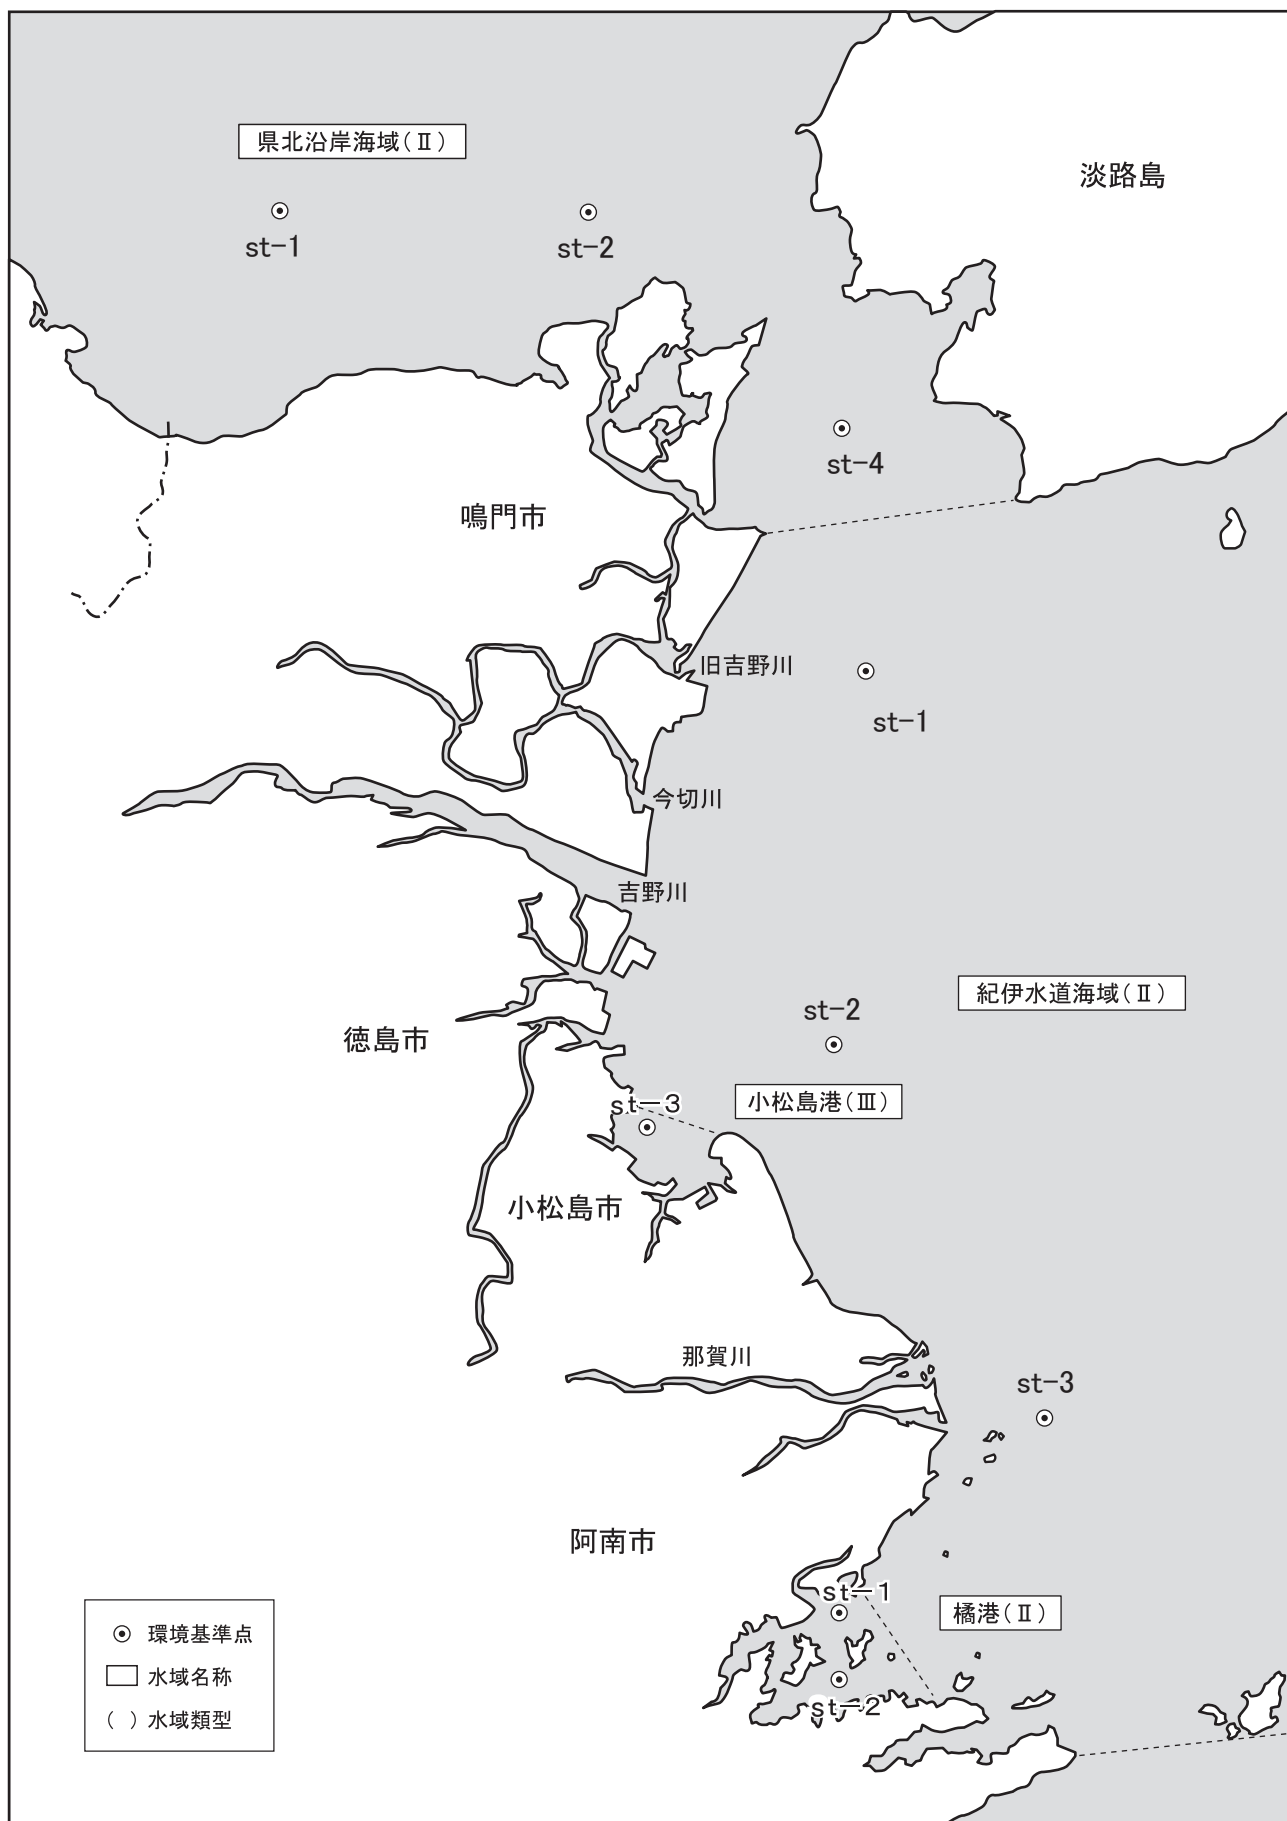 県北沿岸海域(Ⅱ)
淡路島
st-1
st-2
st-4
鳴門市
旧吉野川
st-1
今切川
吉野川
紀伊水道海域(Ⅱ)
st-2
徳島市
小松島港(Ⅲ)
st-3
小松島市
那賀川
st-3
阿南市
st-1
橘港(Ⅱ)
環境基準点
水域名称
st-2
( ) 水域類型